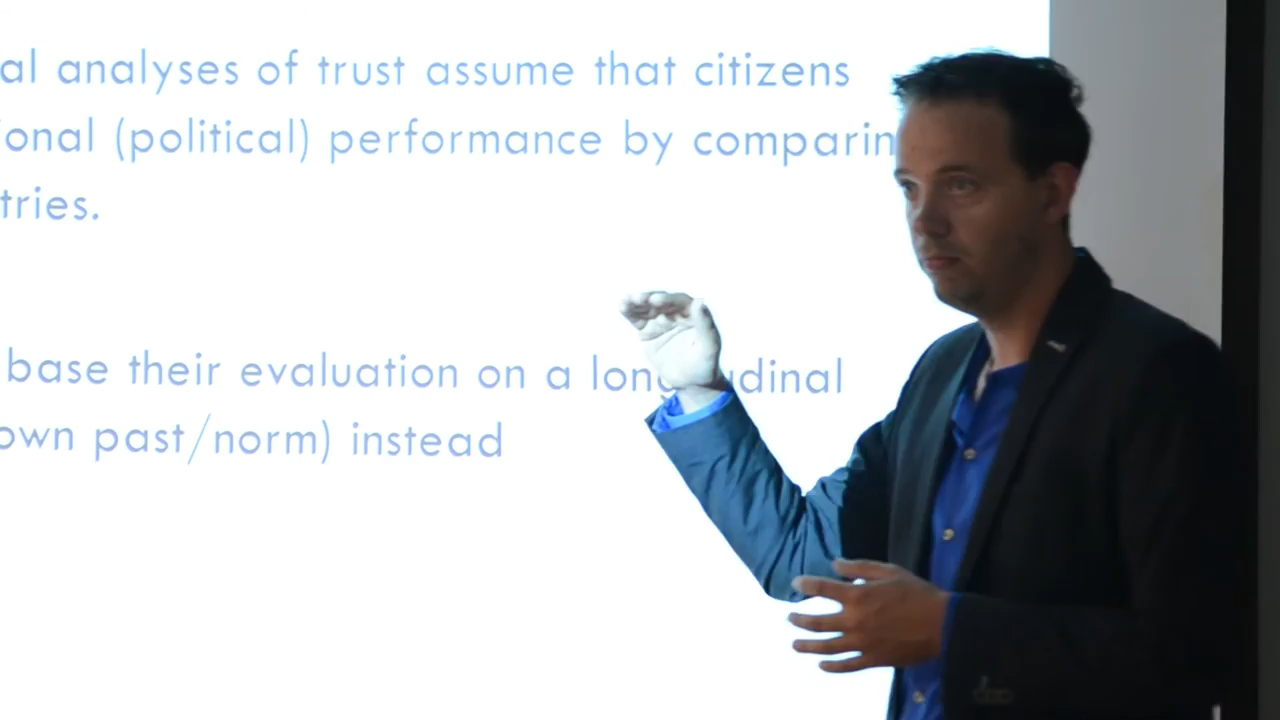 al analyses of trust assume that citizens
ional (political) performance by comparin
tries.
base their evaluation on a long dinal
own past/norm) instead